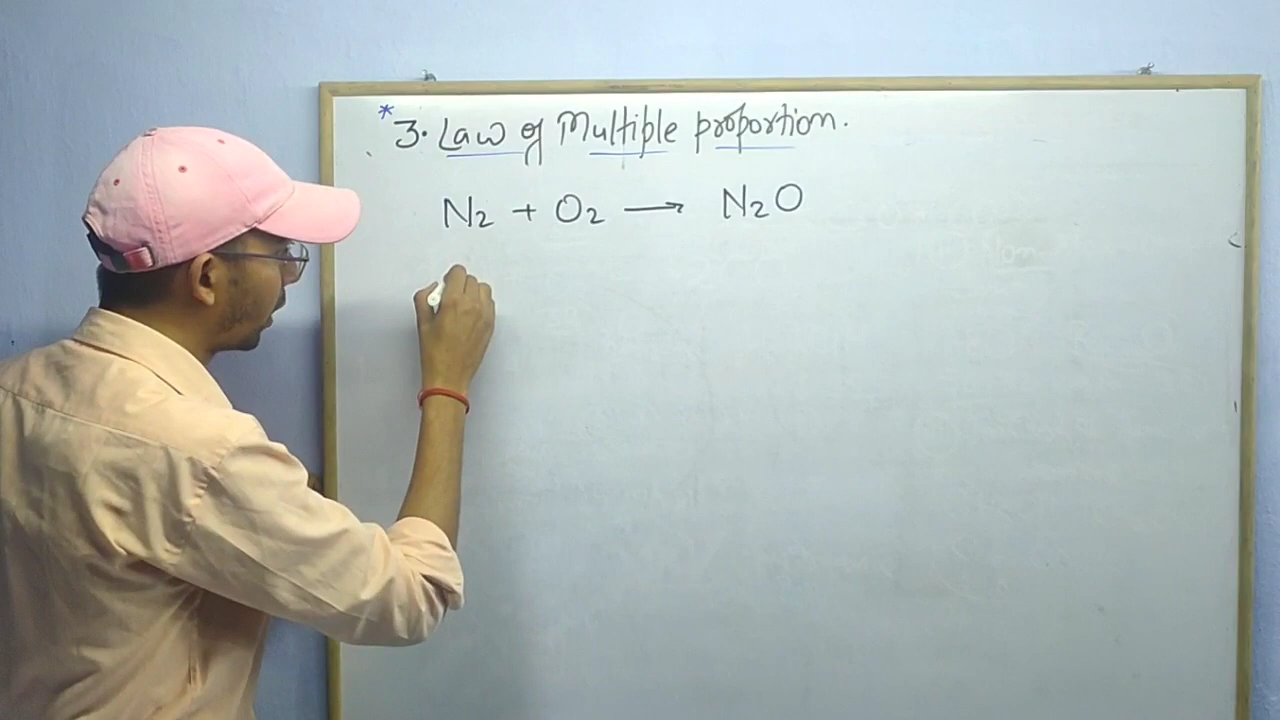 * 3. Law of Multiple proportion.
N2 + O2 → N2O